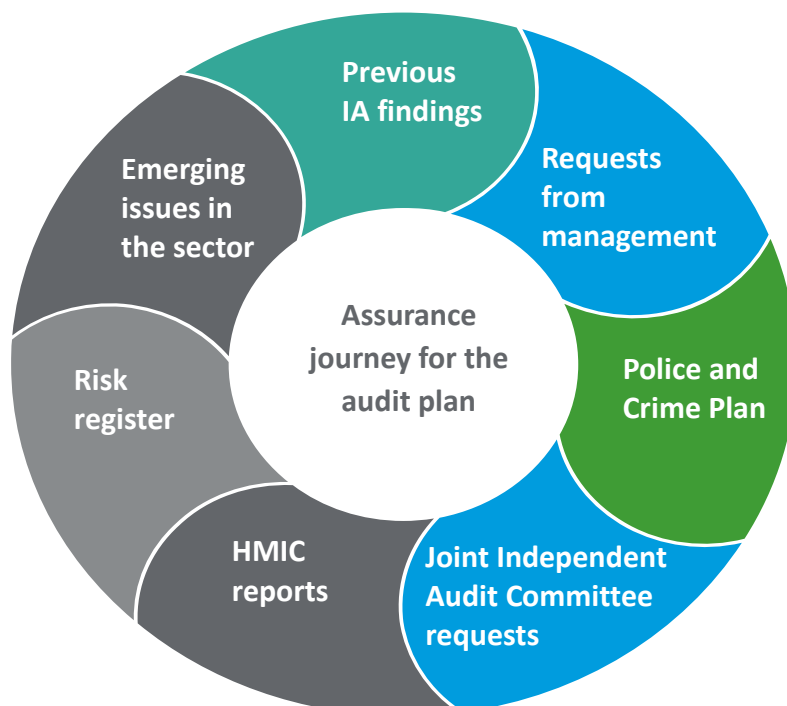 Previous
IA findings
Requests
from
management
Police and
Crime Plan
Joint Independent
Audit Committee
requests
HMIC
reports
Risk
register
Emerging
issues in
the sector
Assurance
journey for the
audit plan